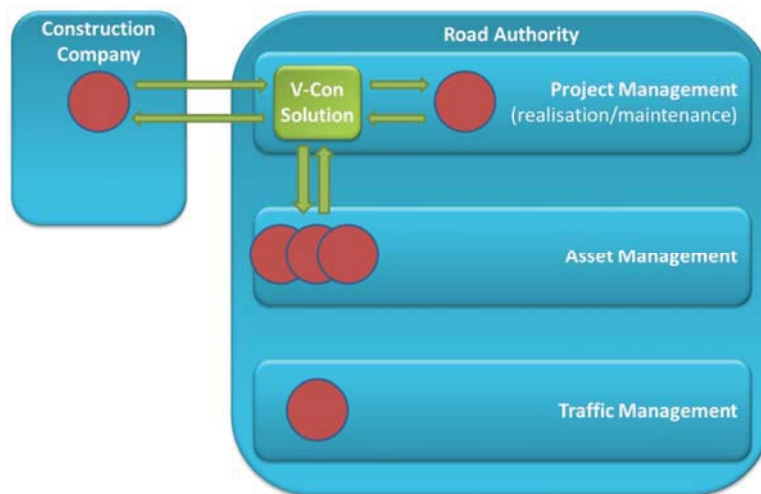 Construction
Company
Road Authority
V-Con
Solution
Project Management
(realisation/maintenance)
Asset Management
Traffic Management